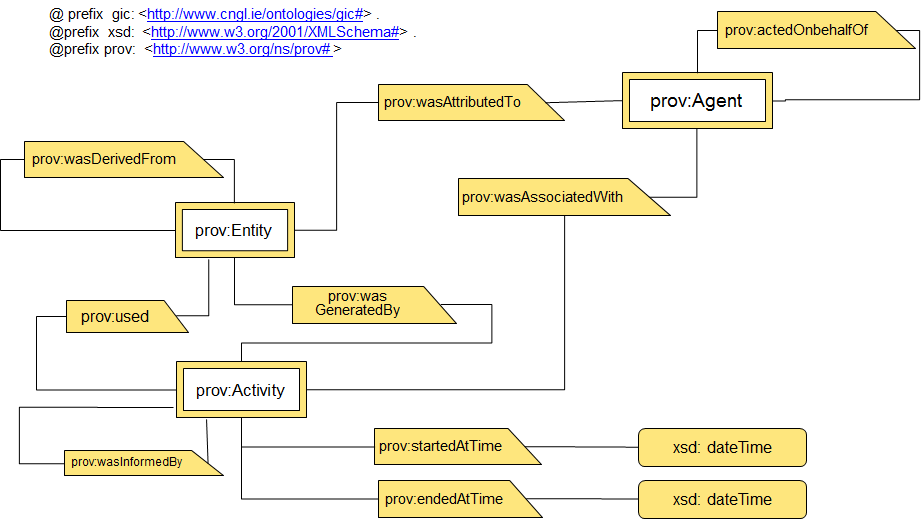 @ prefix  gic: <http://www.cngl.ie/ontologies/gic#> .
@prefix  xsd: <http://www.w3.org/2001/XMLSchema#> .
@prefix prov:  <http://www.w3.org/ns/prov# >
prov:actedOnbehalfOf
prov:wasAttributedTo
prov:Agent
prov:wasDerivedFrom
prov:wasAssociatedWith
prov:Entity
prov:was
GeneratedBy
prov:used
prov:Activity
prov:wasInformedBy
prov:startedAtTime
xsd: dateTime
prov:endedAtTime
xsd: dateTime